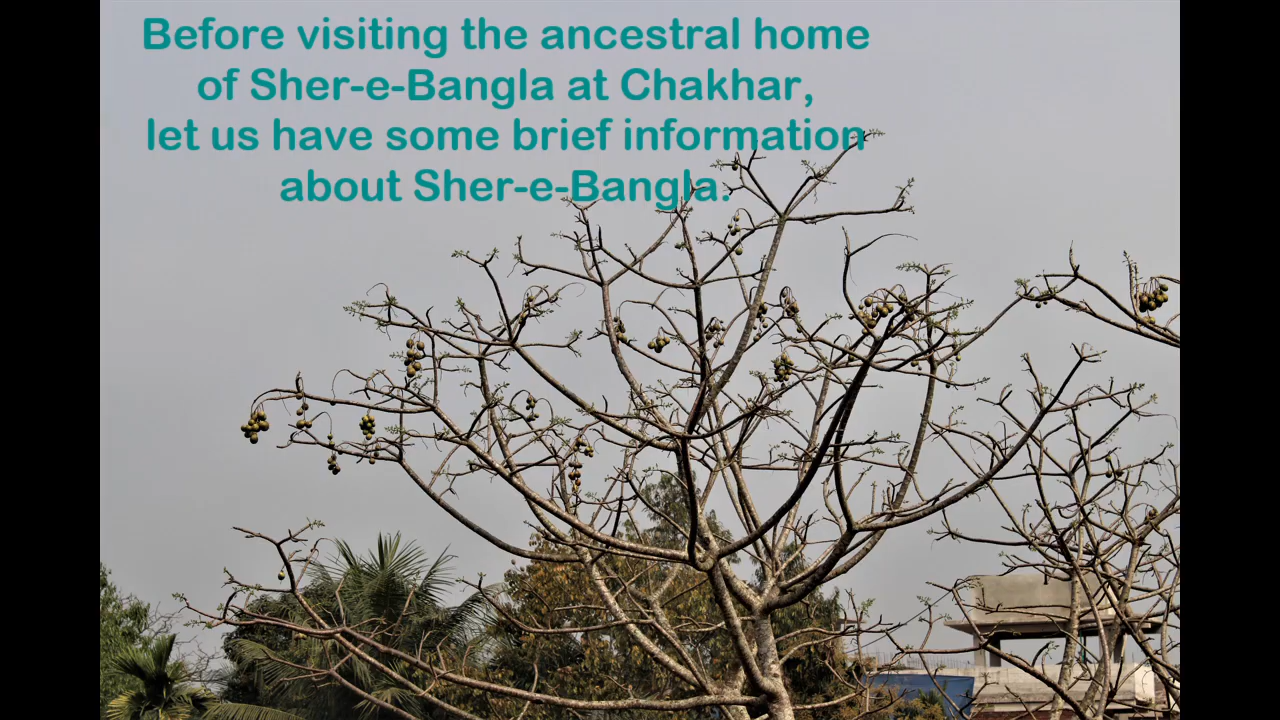 Before visiting the ancestral home
of Sher-e-Bangla at Chakhar,
let us have some brief information
about Sher-e-Bangla.